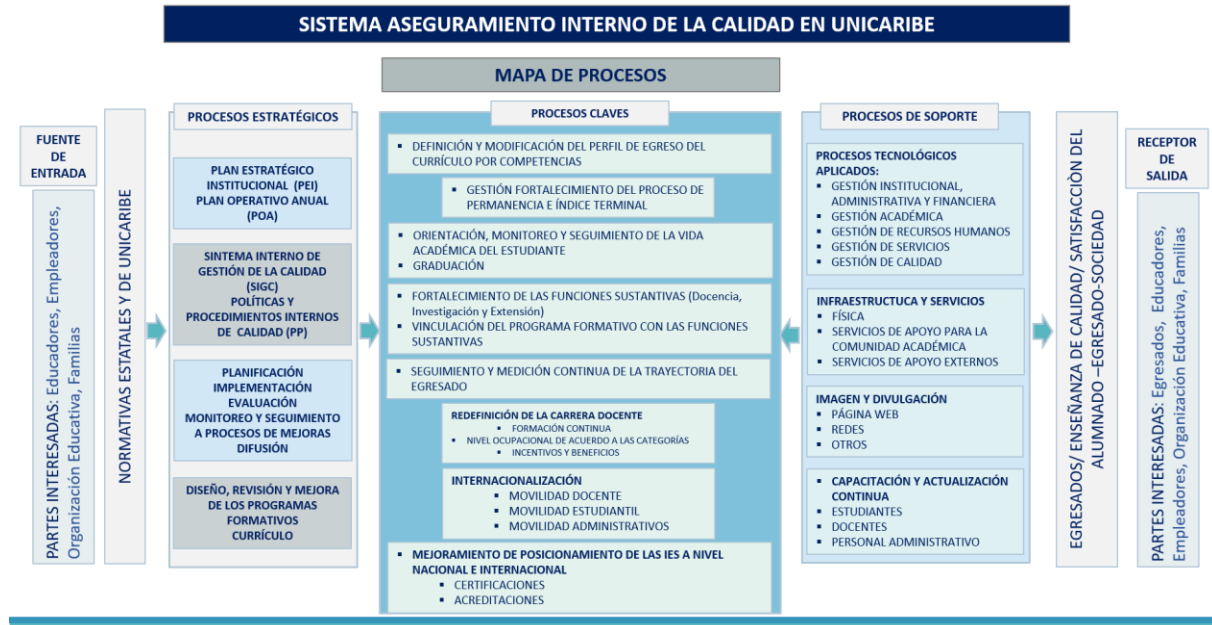 SISTEMA ASEGURAMIENTO INTERNO DE LA CALIDAD EN UNICARIBE
MAPA DE PROCESOS
FUENTE
DE
ENTRADA
PARTES INTERESADAS: Educadores, Empleadores,
Organización Educativa, Familias
NORMATIVAS ESTATALES Y DE UNICARIBE
PROCESOS ESTRATÉGICOS
PLAN ESTRATÉGICO
INSTITUCIONAL (PEI)
PLAN OPERATIVO ANUAL
(POA)
SINTEMA INTERNO DE
GESTIÓN DE LA CALIDAD
(SIGC)
POLÍTICAS Y
PROCEDIMIENTOS INTERNOS
DE CALIDAD (PP)
PLANIFICACIÓN
IMPLEMENTACIÓN
EVALUACIÓN
MONITOREO Y SEGUIMIENTO
A PROCESOS DE MEJORAS
DIFUSIÓN
DISEÑO, REVISIÓN Y MEJORA
DE LOS PROGRAMAS
FORMATIVOS
CURRÍCULO
PROCESOS CLAVES
▪ DEFINICIÓN Y MODIFICACIÓN DEL PERFIL DE EGRESO DEL
CURRÍCULO POR COMPETENCIAS
▪ GESTIÓN FORTALECIMIENTO DEL PROCESO DE
PERMANENCIA E ÍNDICE TERMINAL
▪ ORIENTACIÓN, MONITOREO Y SEGUIMIENTO DE LA VIDA
ACADÉMICA DEL ESTUDIANTE
▪ GRADUACIÓN
▪ FORTALECIMIENTO DE LAS FUNCIONES SUSTANTIVAS (Docencia,
Investigación y Extensión)
▪ VINCULACIÓN DEL PROGRAMA FORMATIVO CON LAS FUNCIONES
SUSTANTIVAS
▪ SEGUIMIENTO Y MEDICIÓN CONTINUA DE LA TRAYECTORIA DEL
EGRESADO
REDEFINICIÓN DE LA CARRERA DOCENTE
▪ FORMACIÓN CONTINUA
▪ NIVEL OCUPACIONAL DE ACUERDO A LAS CATEGORÍAS
▪ INCENTIVOS Y BENEFICIOS
INTERNACIONALIZACIÓN
▪ MOVILIDAD DOCENTE
▪ MOVILIDAD ESTUDIANTIL
▪ MOVILIDAD ADMINISTRATIVOS
▪ MEJORAMIENTO DE POSICIONAMIENTO DE LAS IES A NIVEL
NACIONAL E INTERNACIONAL
▪ CERTIFICACIONES
▪ ACREDITACIONES
PROCESOS DE SOPORTE
PROCESOS TECNOLÓGICOS
APLICADOS:
▪ GESTIÓN INSTITUCIONAL,
ADMINISTRATIVA Y FINANCIERA
▪ GESTIÓN ACADÉMICA
▪ GESTIÓN DE RECURSOS HUMANOS
▪ GESTIÓN DE SERVICIOS
▪ GESTIÓN DE CALIDAD
INFRAESTRUCTUCA Y SERVICIOS
▪ FÍSICA
▪ SERVICIOS DE APOYO PARA LA
COMUNIDAD ACADÉMICA
▪ SERVICIOS DE APOYO EXTERNOS
IMAGEN Y DIVULGACIÓN
▪ PÁGINA WEB
▪ REDES
▪ OTROS
▪ CAPACITACIÓN Y ACTUALIZACIÓN
CONTINUA
▪ ESTUDIANTES
▪ DOCENTES
▪ PERSONAL ADMINISTRATIVO
EGRESADOS/ ENSEÑANZA DE CALIDAD/ SATISFACCIÒN DEL
ALUMNADO –EGRESADO-SOCIEDAD
RECEPTOR
DE
SALIDA
PARTES INTERESADAS: Egresados, Educadores,
Empleadores, Organización Educativa, Familias